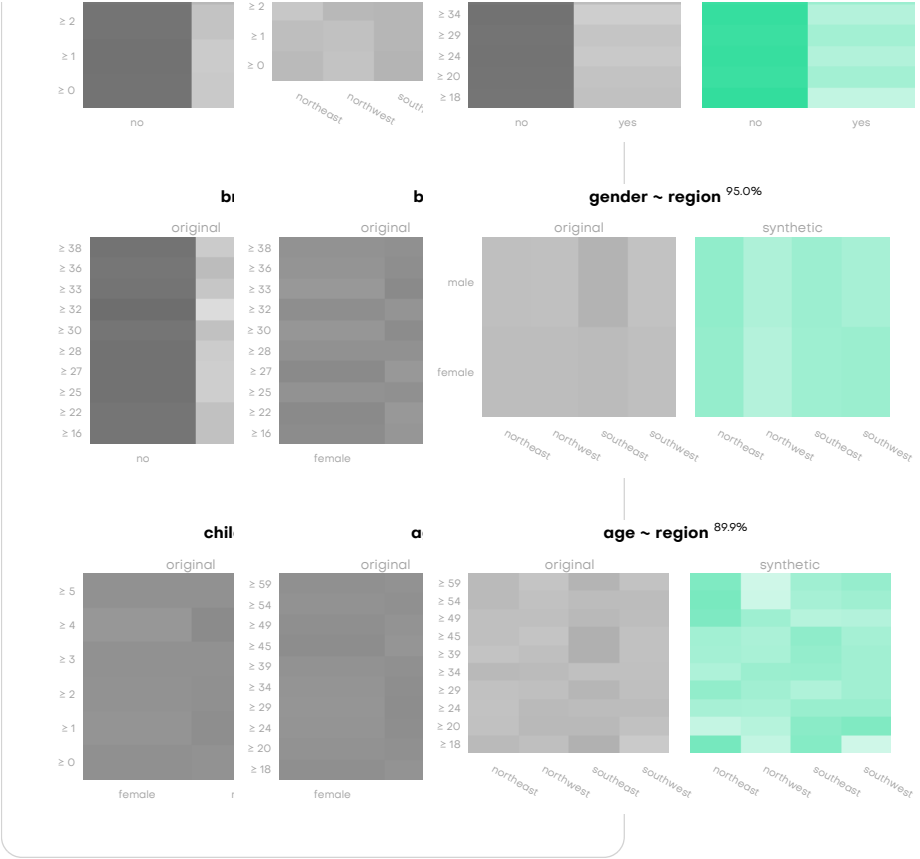 ≥ 2
≥ 1
≥ 0
no
≥ 2
≥ 1
≥ 0
northeast
northwest
south
≥ 34
≥ 29
≥ 24
≥ 20
≥ 18
no
yes
no
yes
br
original
≥ 38
≥ 36
≥ 33
≥ 32
≥ 30
≥ 28
≥ 27
≥ 25
≥ 22
≥ 16
no
b
original
≥ 38
≥ 36
≥ 33
≥ 32
≥ 30
≥ 28
≥ 27
≥ 25
≥ 22
≥ 16
female
gender ~ region 95.0%
original
synthetic
male
female
northeast
northwest
southeast
southwest
northeast
northwest
southeast
southwest
chil
original
≥ 5
≥ 4
≥ 3
≥ 2
≥ 1
≥ 0
female
a
original
≥ 59
≥ 54
≥ 49
≥ 45
≥ 39
≥ 34
≥ 29
≥ 24
≥ 20
≥ 18
female
age ~ region 89.9%
original
synthetic
≥ 59
≥ 54
≥ 49
≥ 45
≥ 39
≥ 34
≥ 29
≥ 24
≥ 20
≥ 18
northeast
northwest
southeast
southwest
northeast
northwest
southeast
southwest